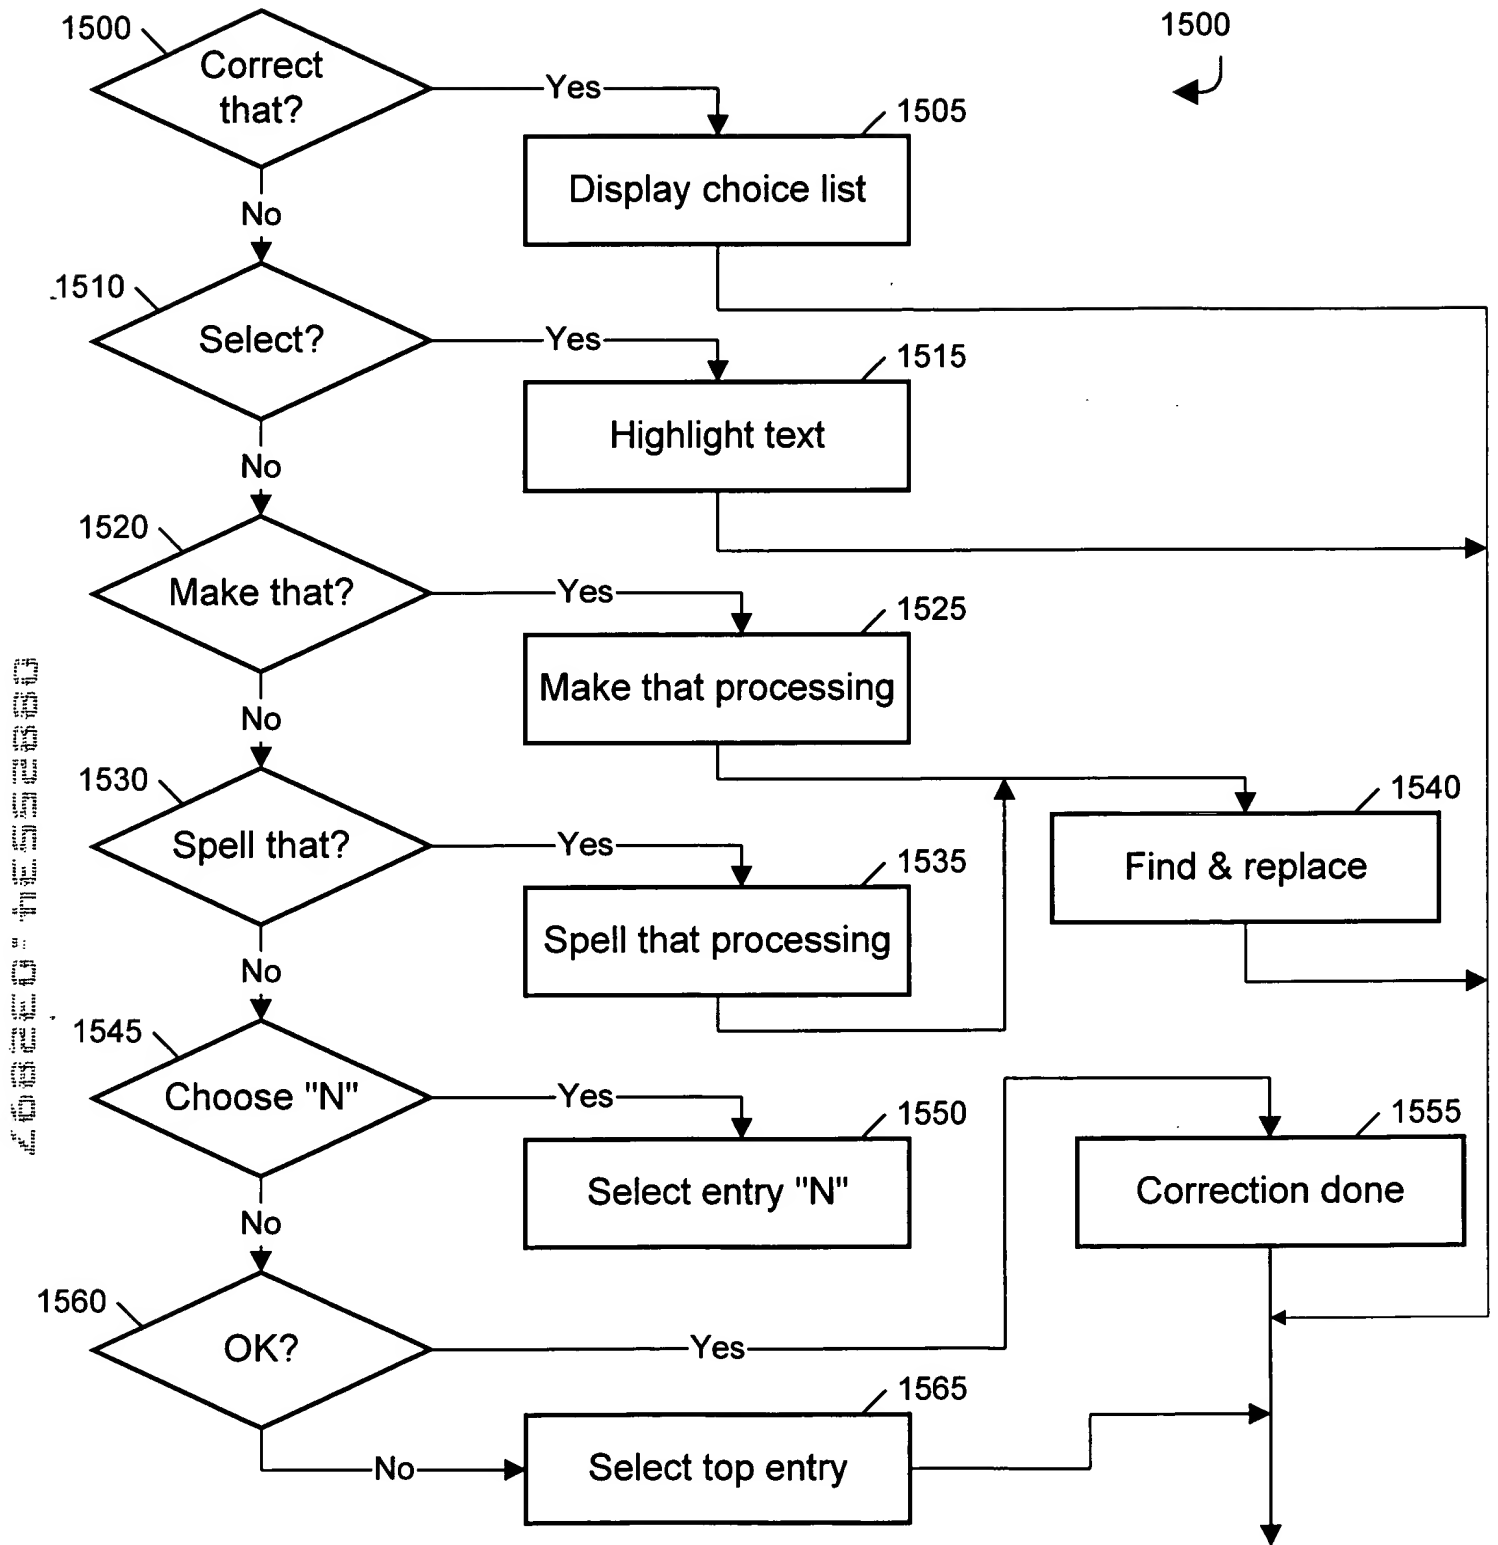 1500
Correct
that?
Yes
1500
1505
Display choice list
No
1510
Select?
Yes
1515
Highlight text
No
1520
Make that?
Yes
1525
Make that processing
No
1530
Spell that?
Yes
1535
Spell that processing
1540
Find & replace
No
1545
Choose "N"
Yes
1550
Select entry "N"
1555
Correction done
No
1560
OK?
Yes
1565
No
Select top entry